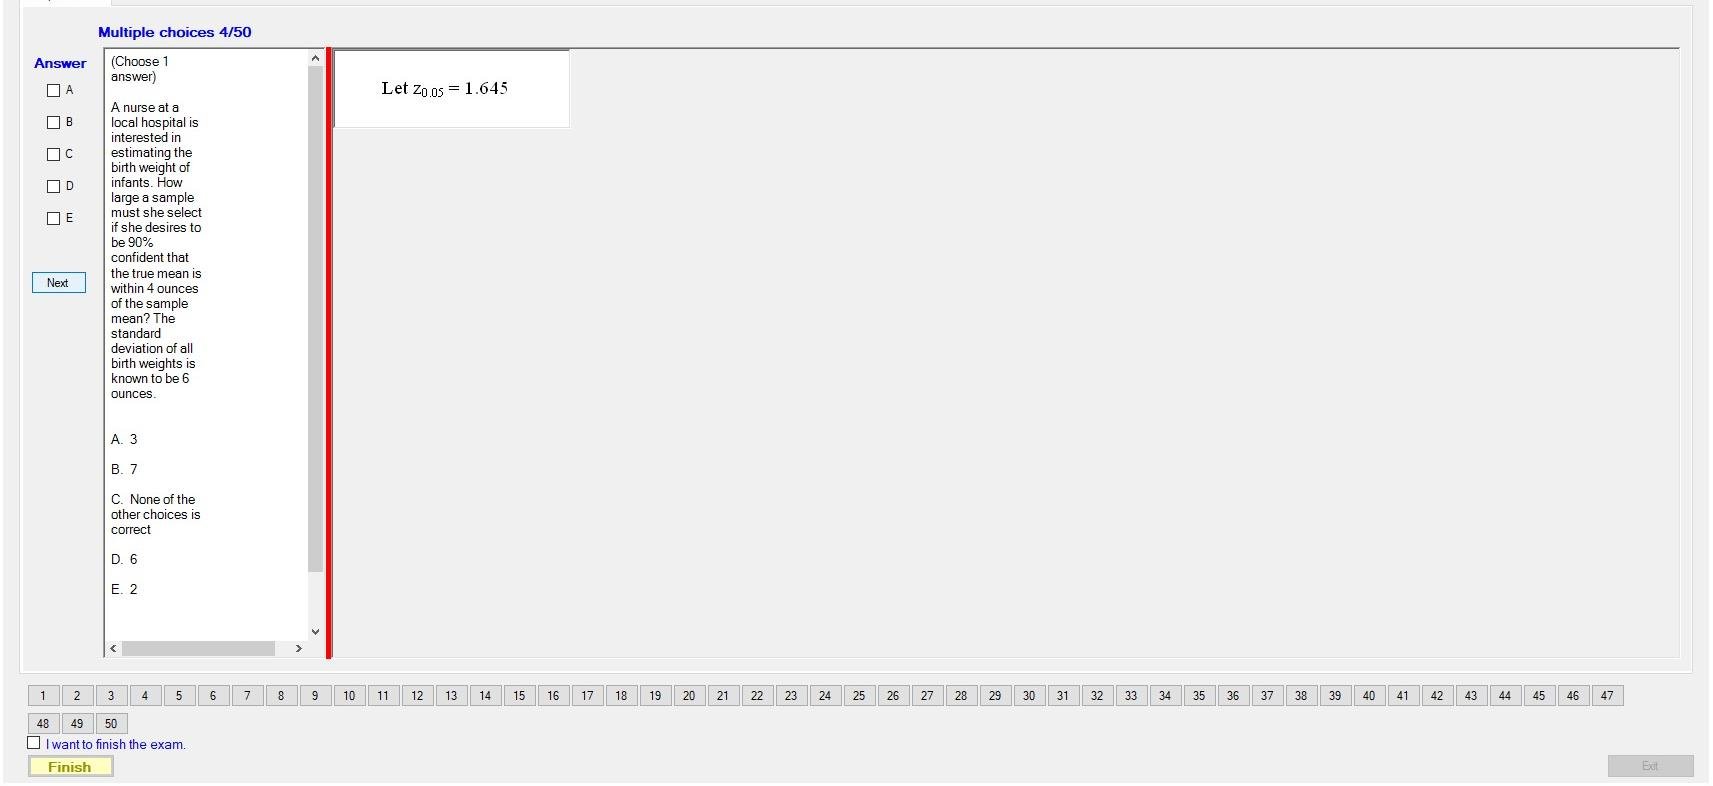 Multiple choices 4/50
Answer
A
B
C
D
E
Next
(Choose 1
answer)
A nurse at a
local hospital is
interested in
estimating the
birth weight of
infants. How
large a sample
must she select
if she desires to
be 90%
confident that
the true mean is
within 4 ounces
of the sample
mean? The
standard
deviation of all
birth weights is
known to be 6
ounces.
A. 3
B. 7
C. None of the
other choices is
correct
D. 6
E. 2
Let z0.05 = 1.645
1 2 3 4 5 6 7 8 9 10 11 12 13 14 15 16 17 18 19 20 21 22 23 24 25 26 27 28 29 30 31 32 33 34 35 36 37 38 39 40 41 42 43 44 45 46 47
48 49 50
I want to finish the exam.
Finish
Exit